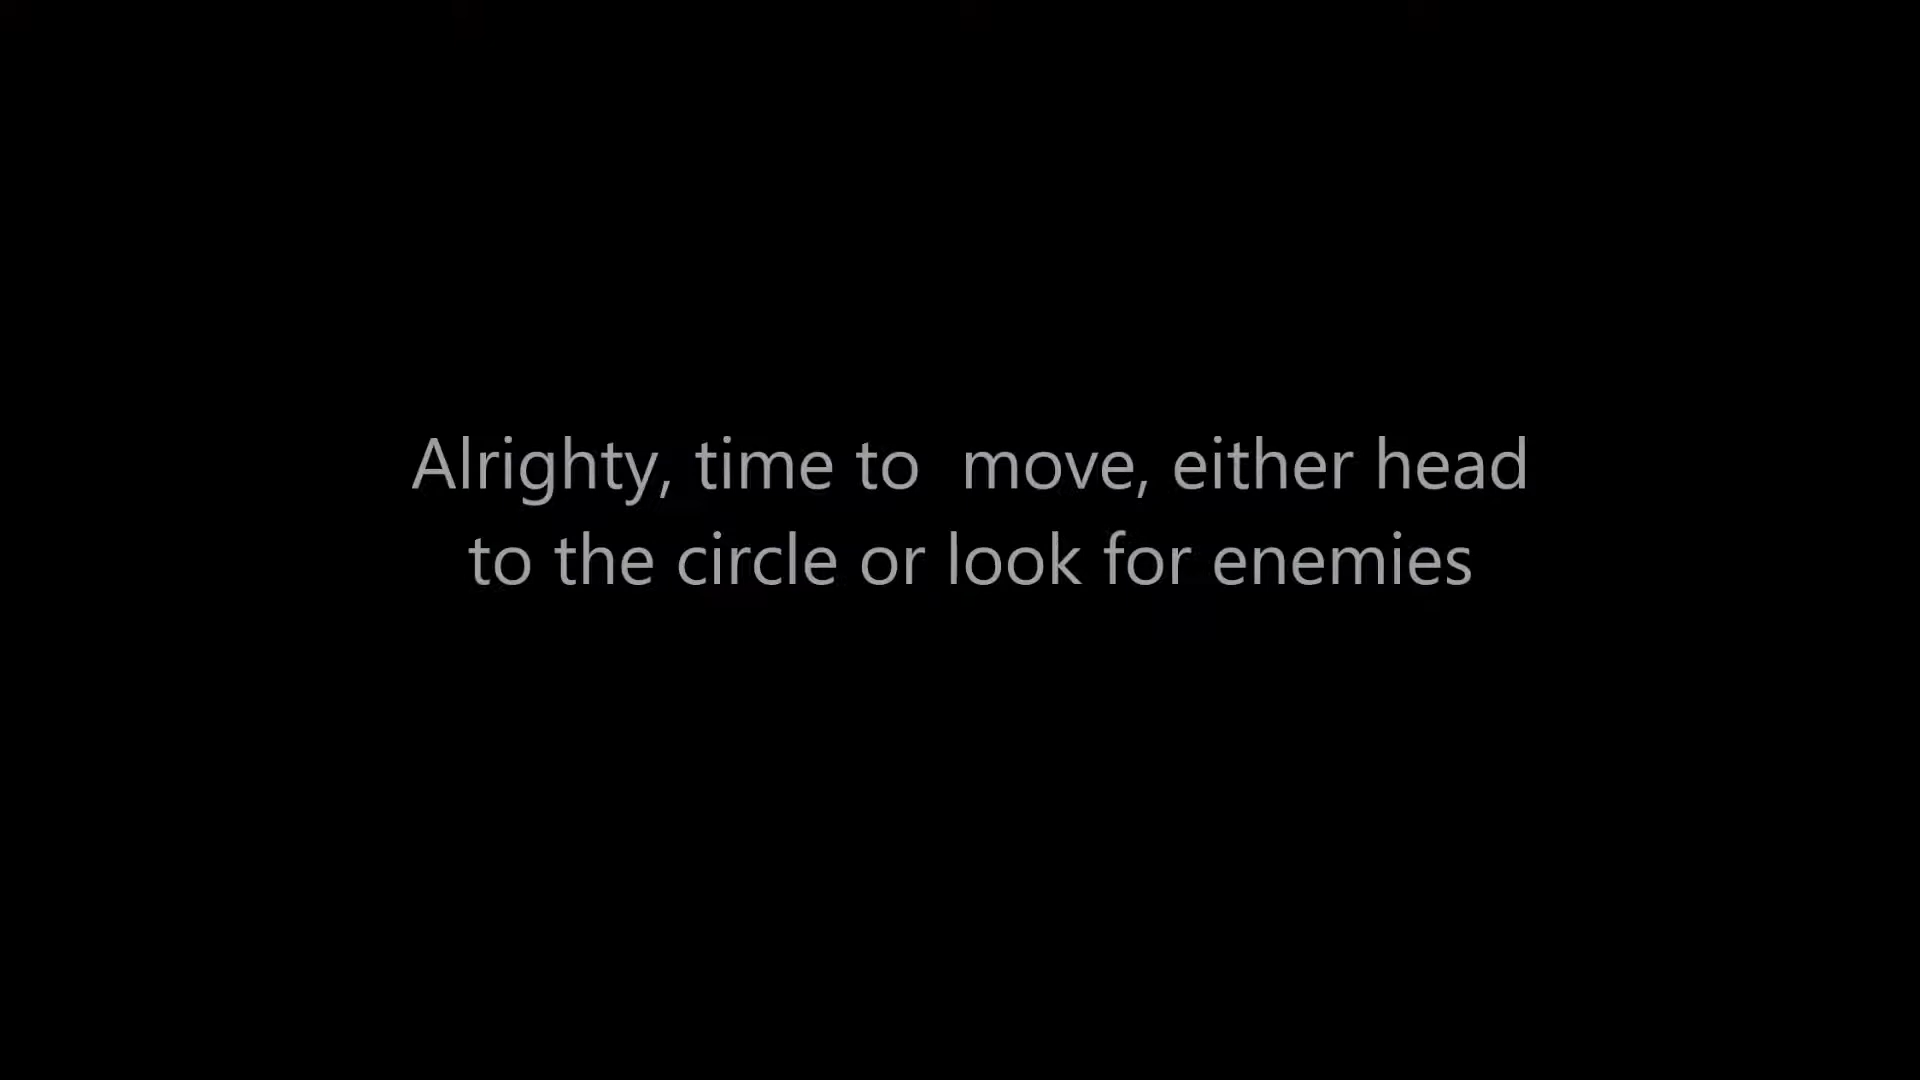 Alrighty, time to  move, either head
to the circle or look for enemies